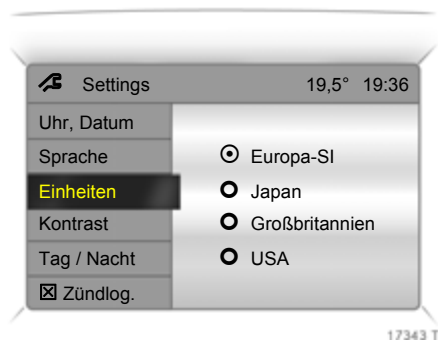 Settings 19,5° 19:36
Uhr, Datum
Sprache
Einheiten
Kontrast
Tag / Nacht
Zündlog.
Europa-SI
Japan
Großbritannien
USA
17343 T